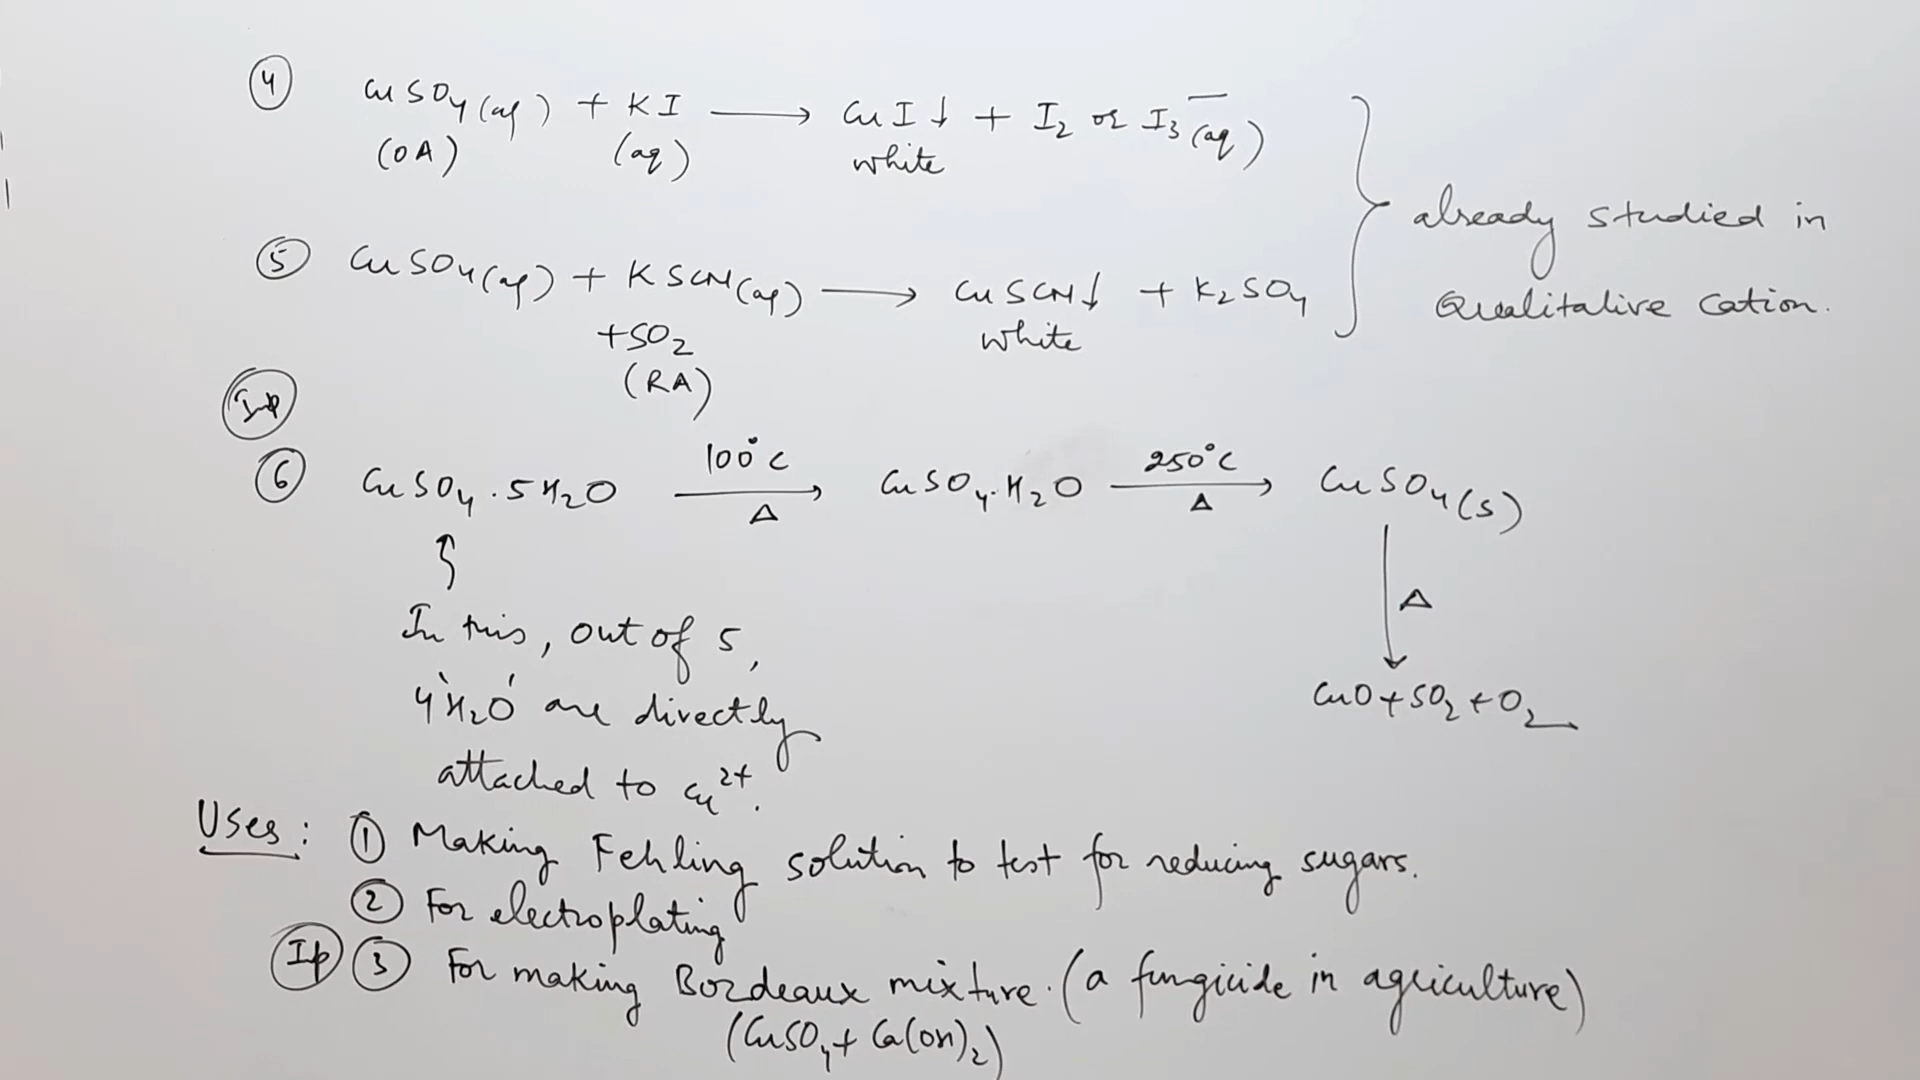 ④ CuSO₄(aq) + KI ⟶ CuI↓ + I₂ or I₃⁻(aq)
(OA) (aq) white
already studied in
Qualitative cation.
⑤ CuSO₄(aq) + KSCN(aq) ⟶ CuSCN↓ + K₂SO₄
+SO₂ white
(RA)
Imp
⑥ CuSO₄.5H₂O ⟶ 100°C Δ CuSO₄.H₂O ⟶ 250°C Δ CuSO₄(s)
Δ
In this, out of 5,
4'H₂O' are directly
attached to Cu²⁺.
CuO+SO₂+O₂
Uses: ① Making Fehling solution to test for reducing sugars.
② For electroplating
Ip ③ For making Bordeaux mixture. (a fungicide in agriculture)
(CuSO₄+Ca(OH)₂)